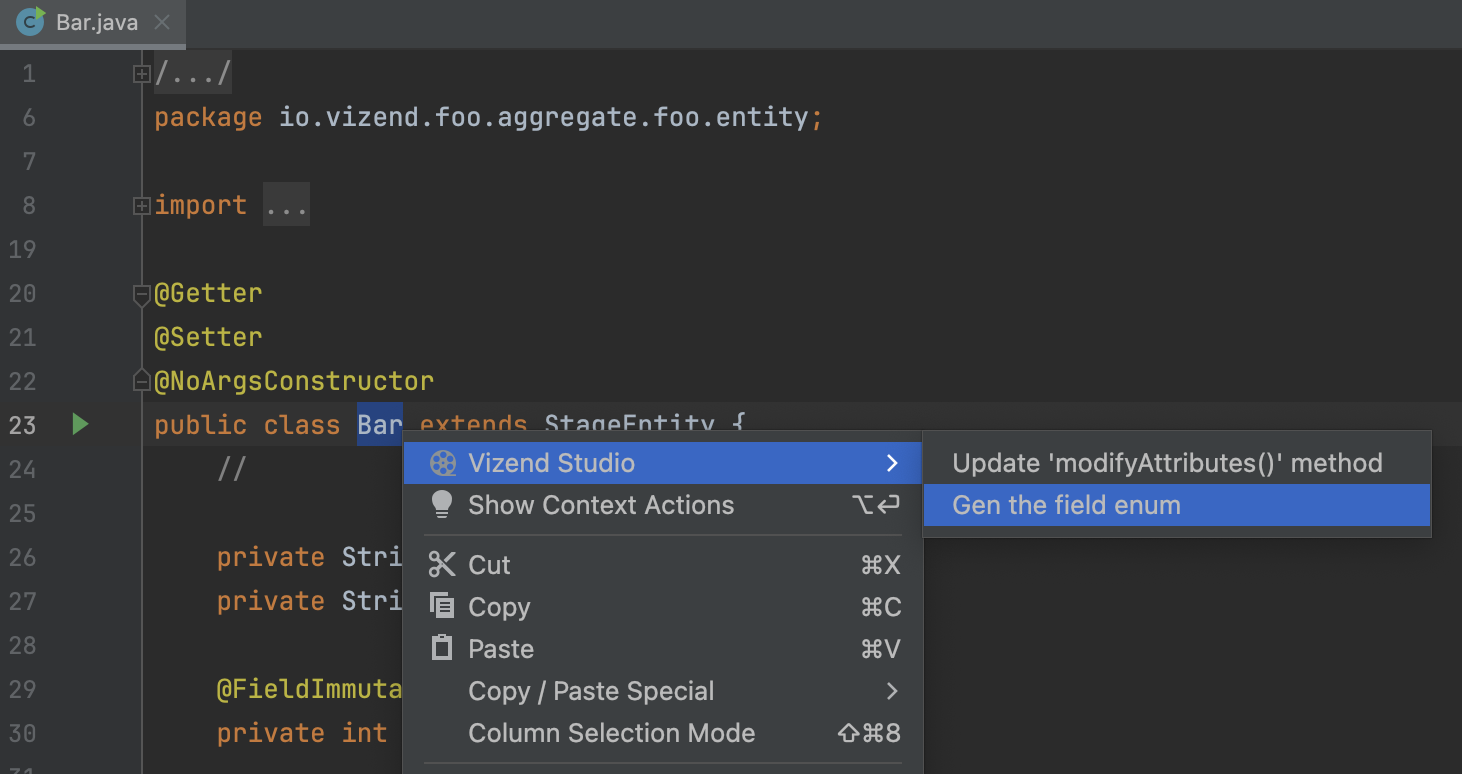 Bar.java
1 /.../
6 package io.vizend.foo.aggregate.foo.entity;
7
8 import ...
19
20 @Getter
21 @Setter
22 @NoArgsConstructor
23 public class Bar extends StageEntity {
24 //
25
26 private Stri
27 private Stri
28
29 @FieldImmuta
30 private int
31
Vizend Studio
Show Context Actions ⌥↩
Cut ⌘X
Copy ⌘C
Paste ⌘V
Copy / Paste Special
Column Selection Mode ⇧⌘8
Update 'modifyAttributes()' method
Gen the field enum